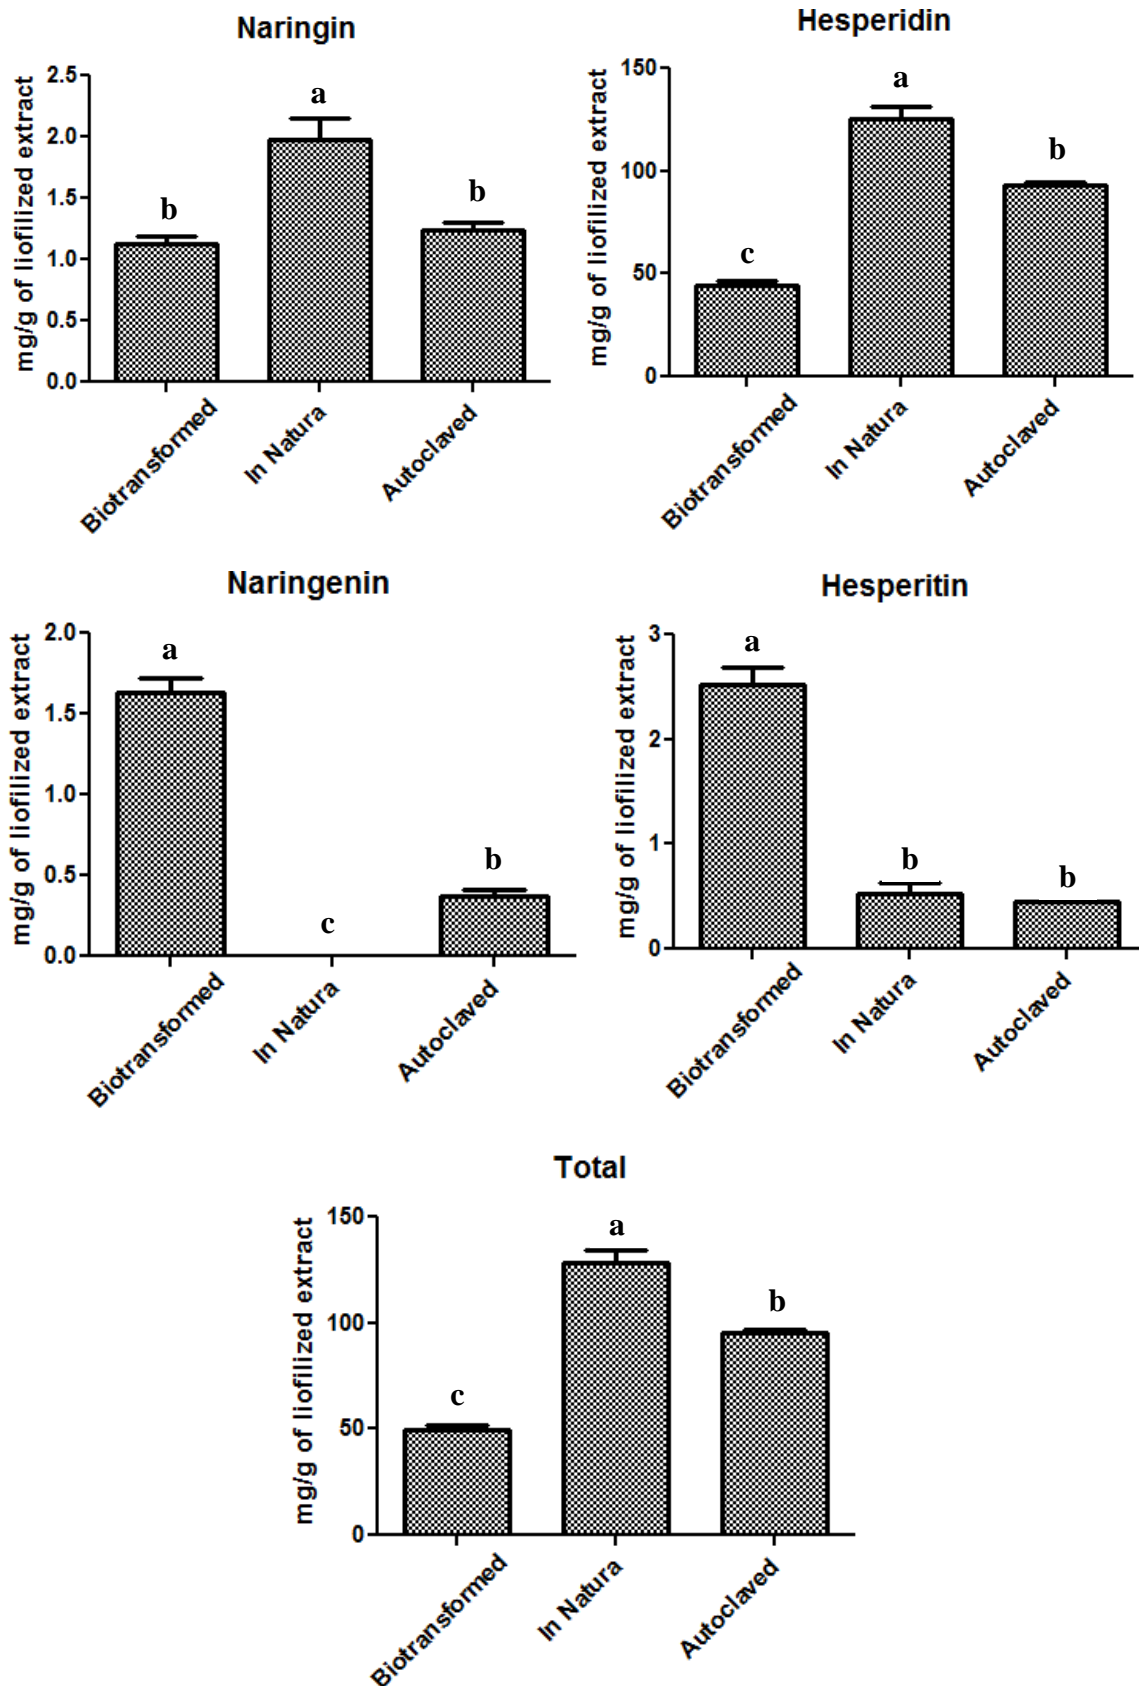 Naringin
mg/g of liofilized extract
2.5
2.0
1.5
1.0
0.5
0.0
b
a
b
Biotransformed
In Natura
Autoclaved
Hesperidin
mg/g of liofilized extract
150
100
50
0
c
a
b
Biotransformed
In Natura
Autoclaved
Naringenin
mg/g of liofilized extract
2.0
1.5
1.0
0.5
0.0
a
c
b
Biotransformed
In Natura
Autoclaved
Hesperitin
mg/g of liofilized extract
3
2
1
0
a
b
b
Biotransformed
In Natura
Autoclaved
Total
mg/g of liofilized extract
150
100
50
0
c
a
b
Biotransformed
In Natura
Autoclaved